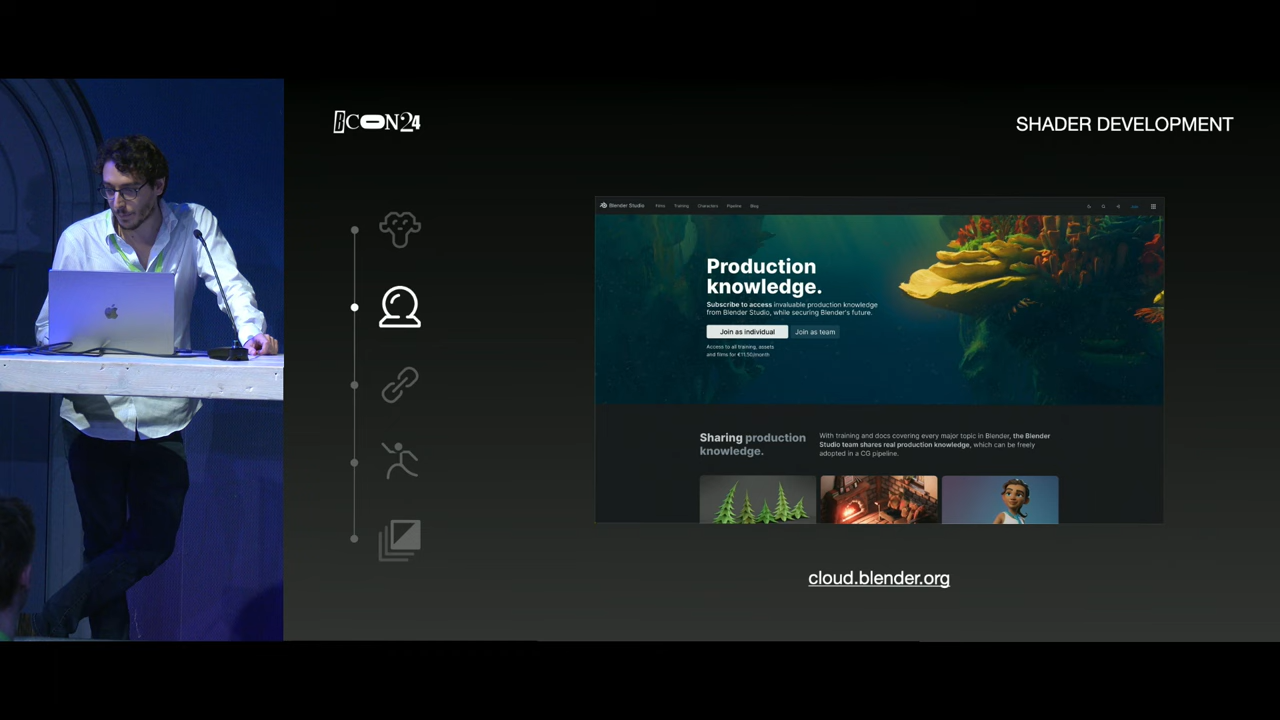 BCON24
SHADER DEVELOPMENT
Blender Studio
Films
Training
Characters
Pipeline
Blog
Production
knowledge.
Subscribe to access invaluable production knowledge
from Blender Studio, while securing Blender's future.
Join as individual
Join as team
Access to all training, assets
and films for €11.50/month
Sharing production
knowledge.
With training and docs covering every major topic in Blender, the Blender
Studio team shares real production knowledge, which can be freely
adopted in a CG pipeline.
cloud.blender.org